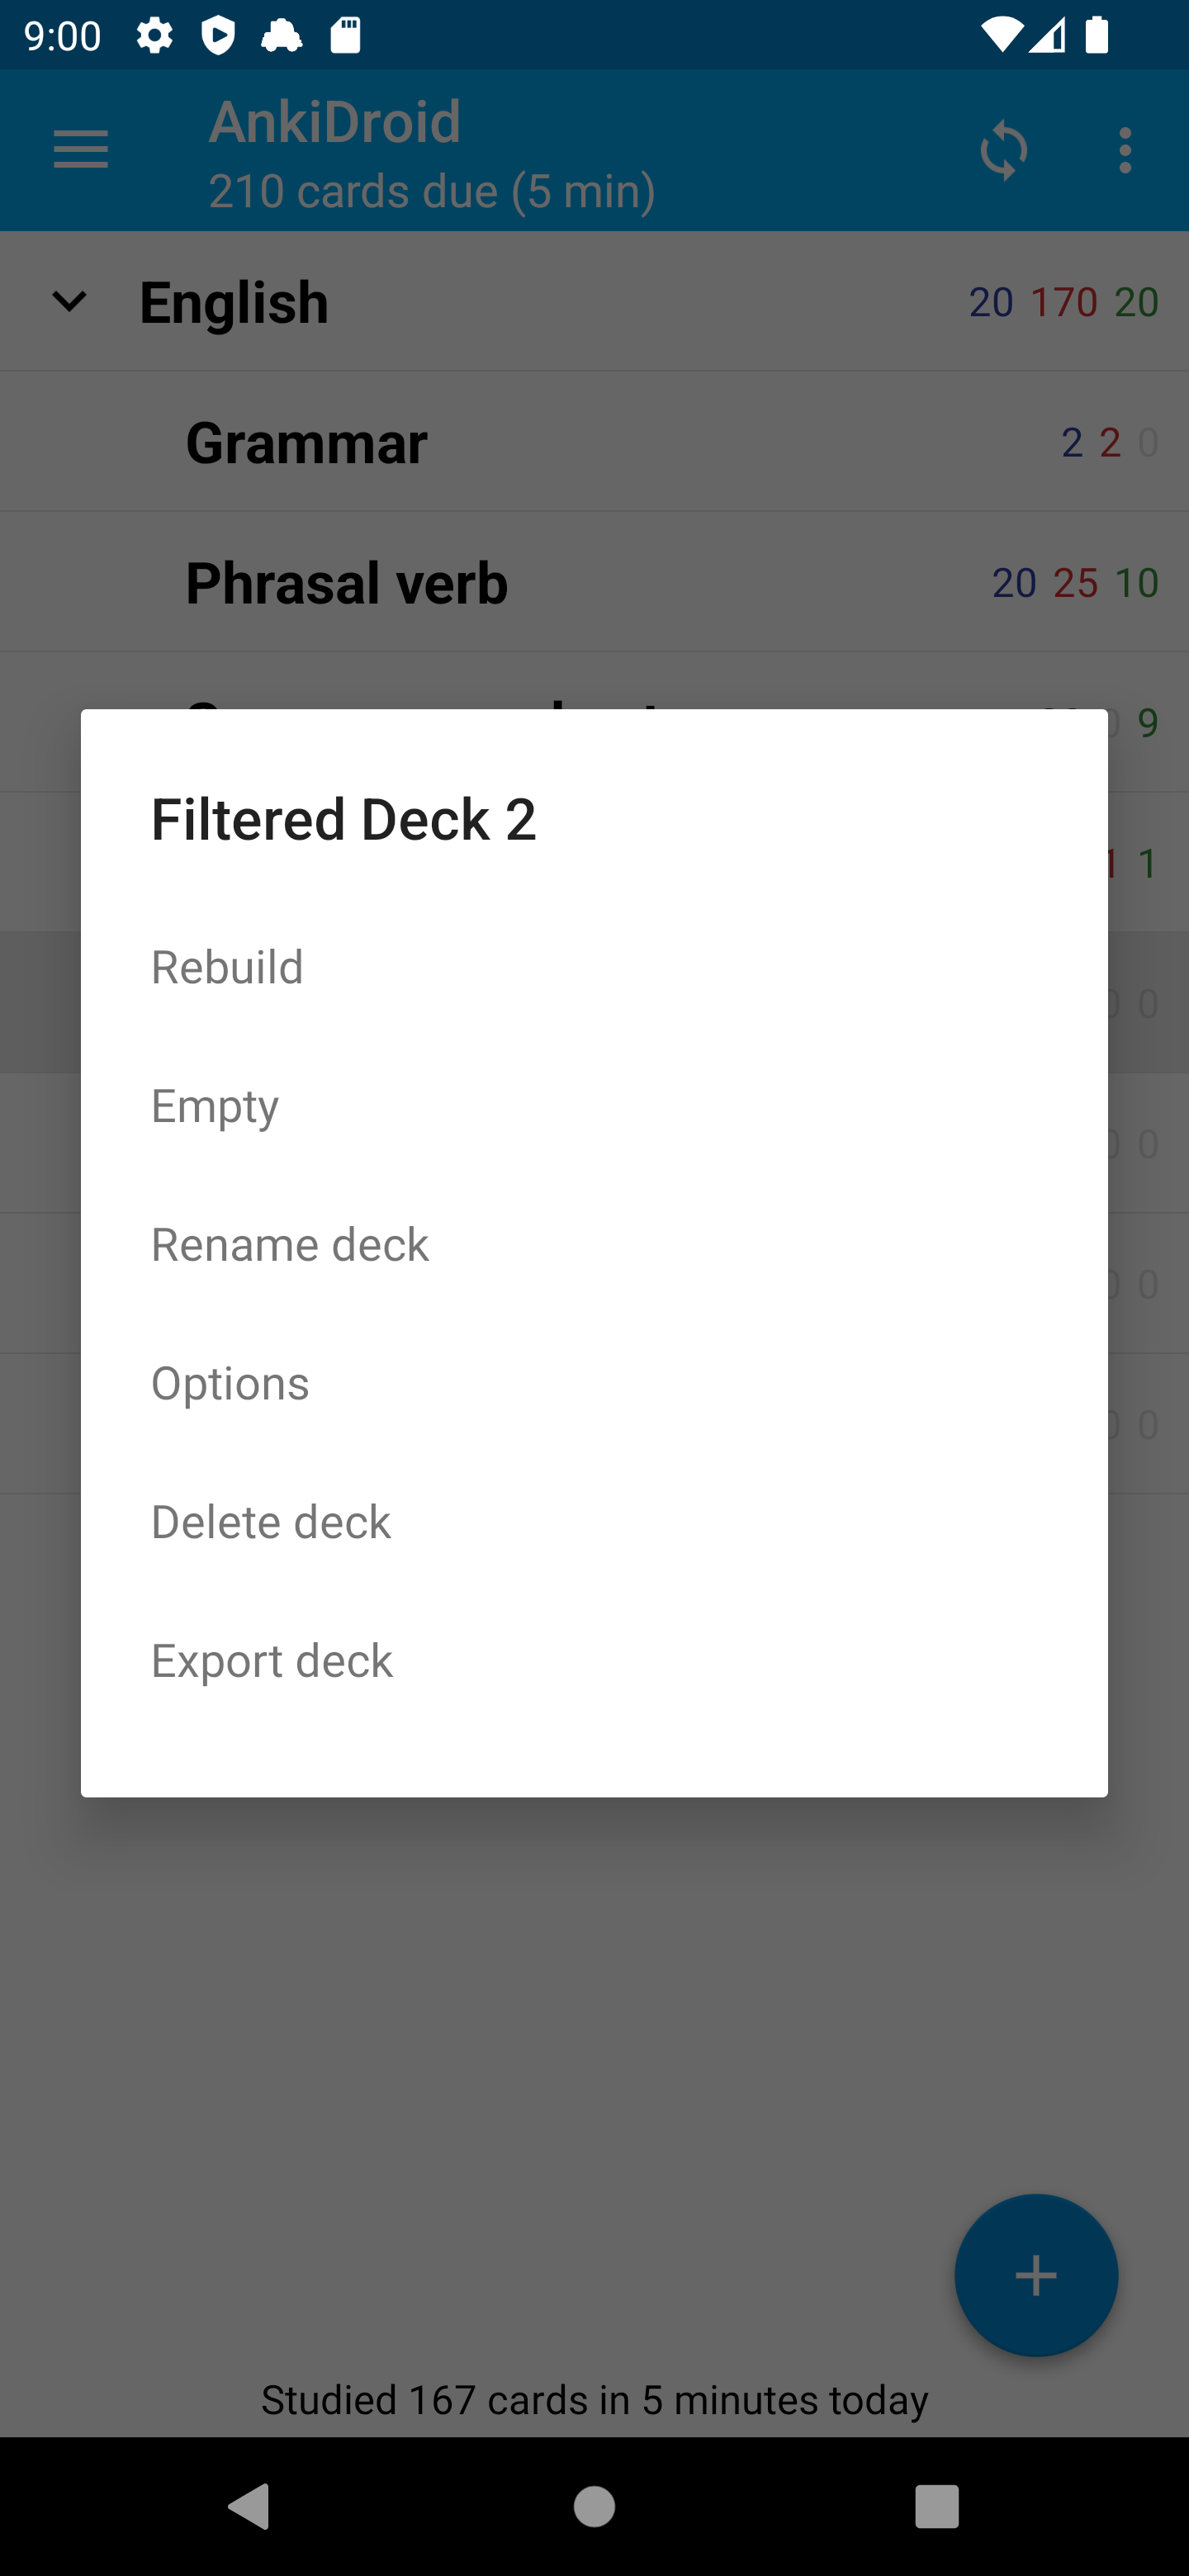 9:00
AnkiDroid
210 cards due (5 min)
English 20 170 20
Grammar 2 2 0
Phrasal verb 20 25 10
9
1 1
0
0
0
0
Filtered Deck 2
Rebuild
Empty
Rename deck
Options
Delete deck
Export deck
Studied 167 cards in 5 minutes today